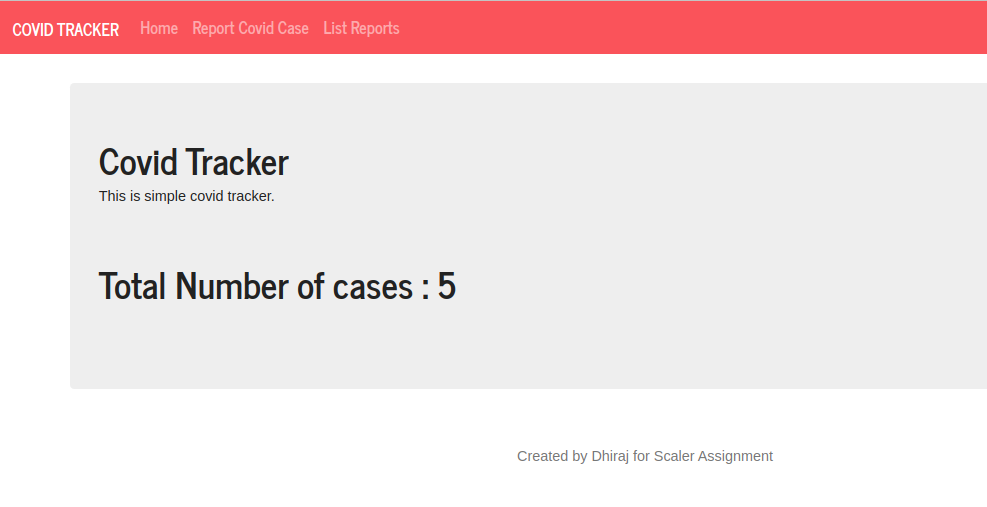 COVID TRACKER Home Report Covid Case List Reports
Covid Tracker
This is simple covid tracker.
Total Number of cases : 5
Created by Dhiraj for Scaler Assignment